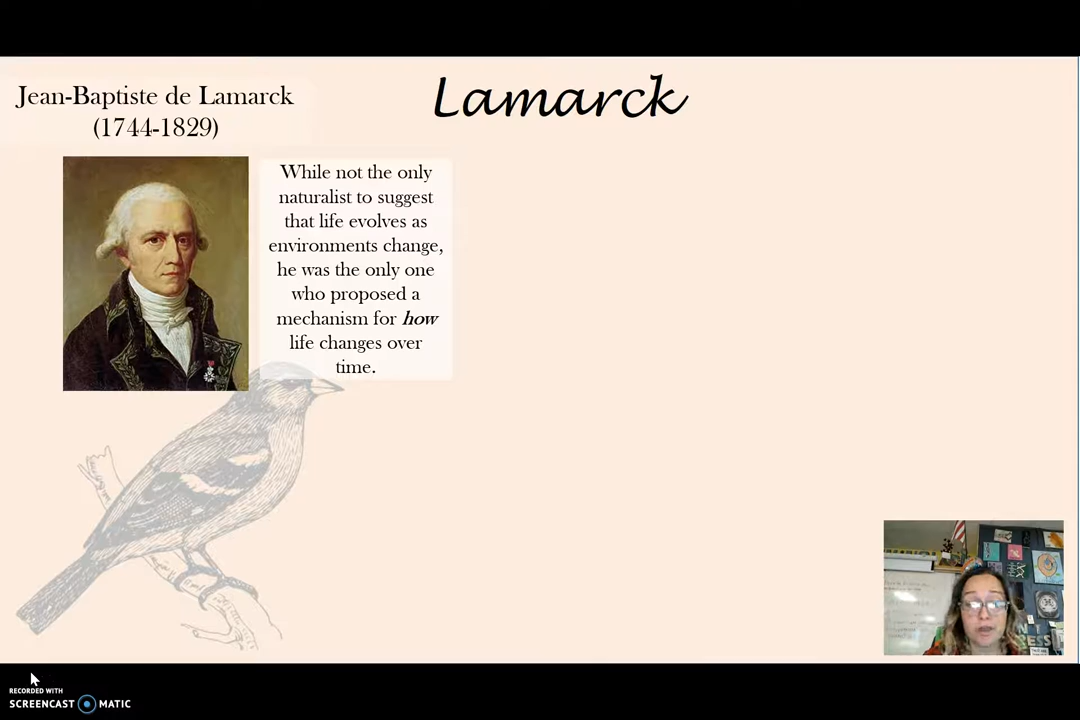 Lamarck
Jean-Baptiste de Lamarck
(1744-1829)
While not the only
naturalist to suggest
that life evolves as
environments change,
he was the only one
who proposed a
mechanism for how
life changes over
time.
RECORDED WITH
SCREENCAST MATIC